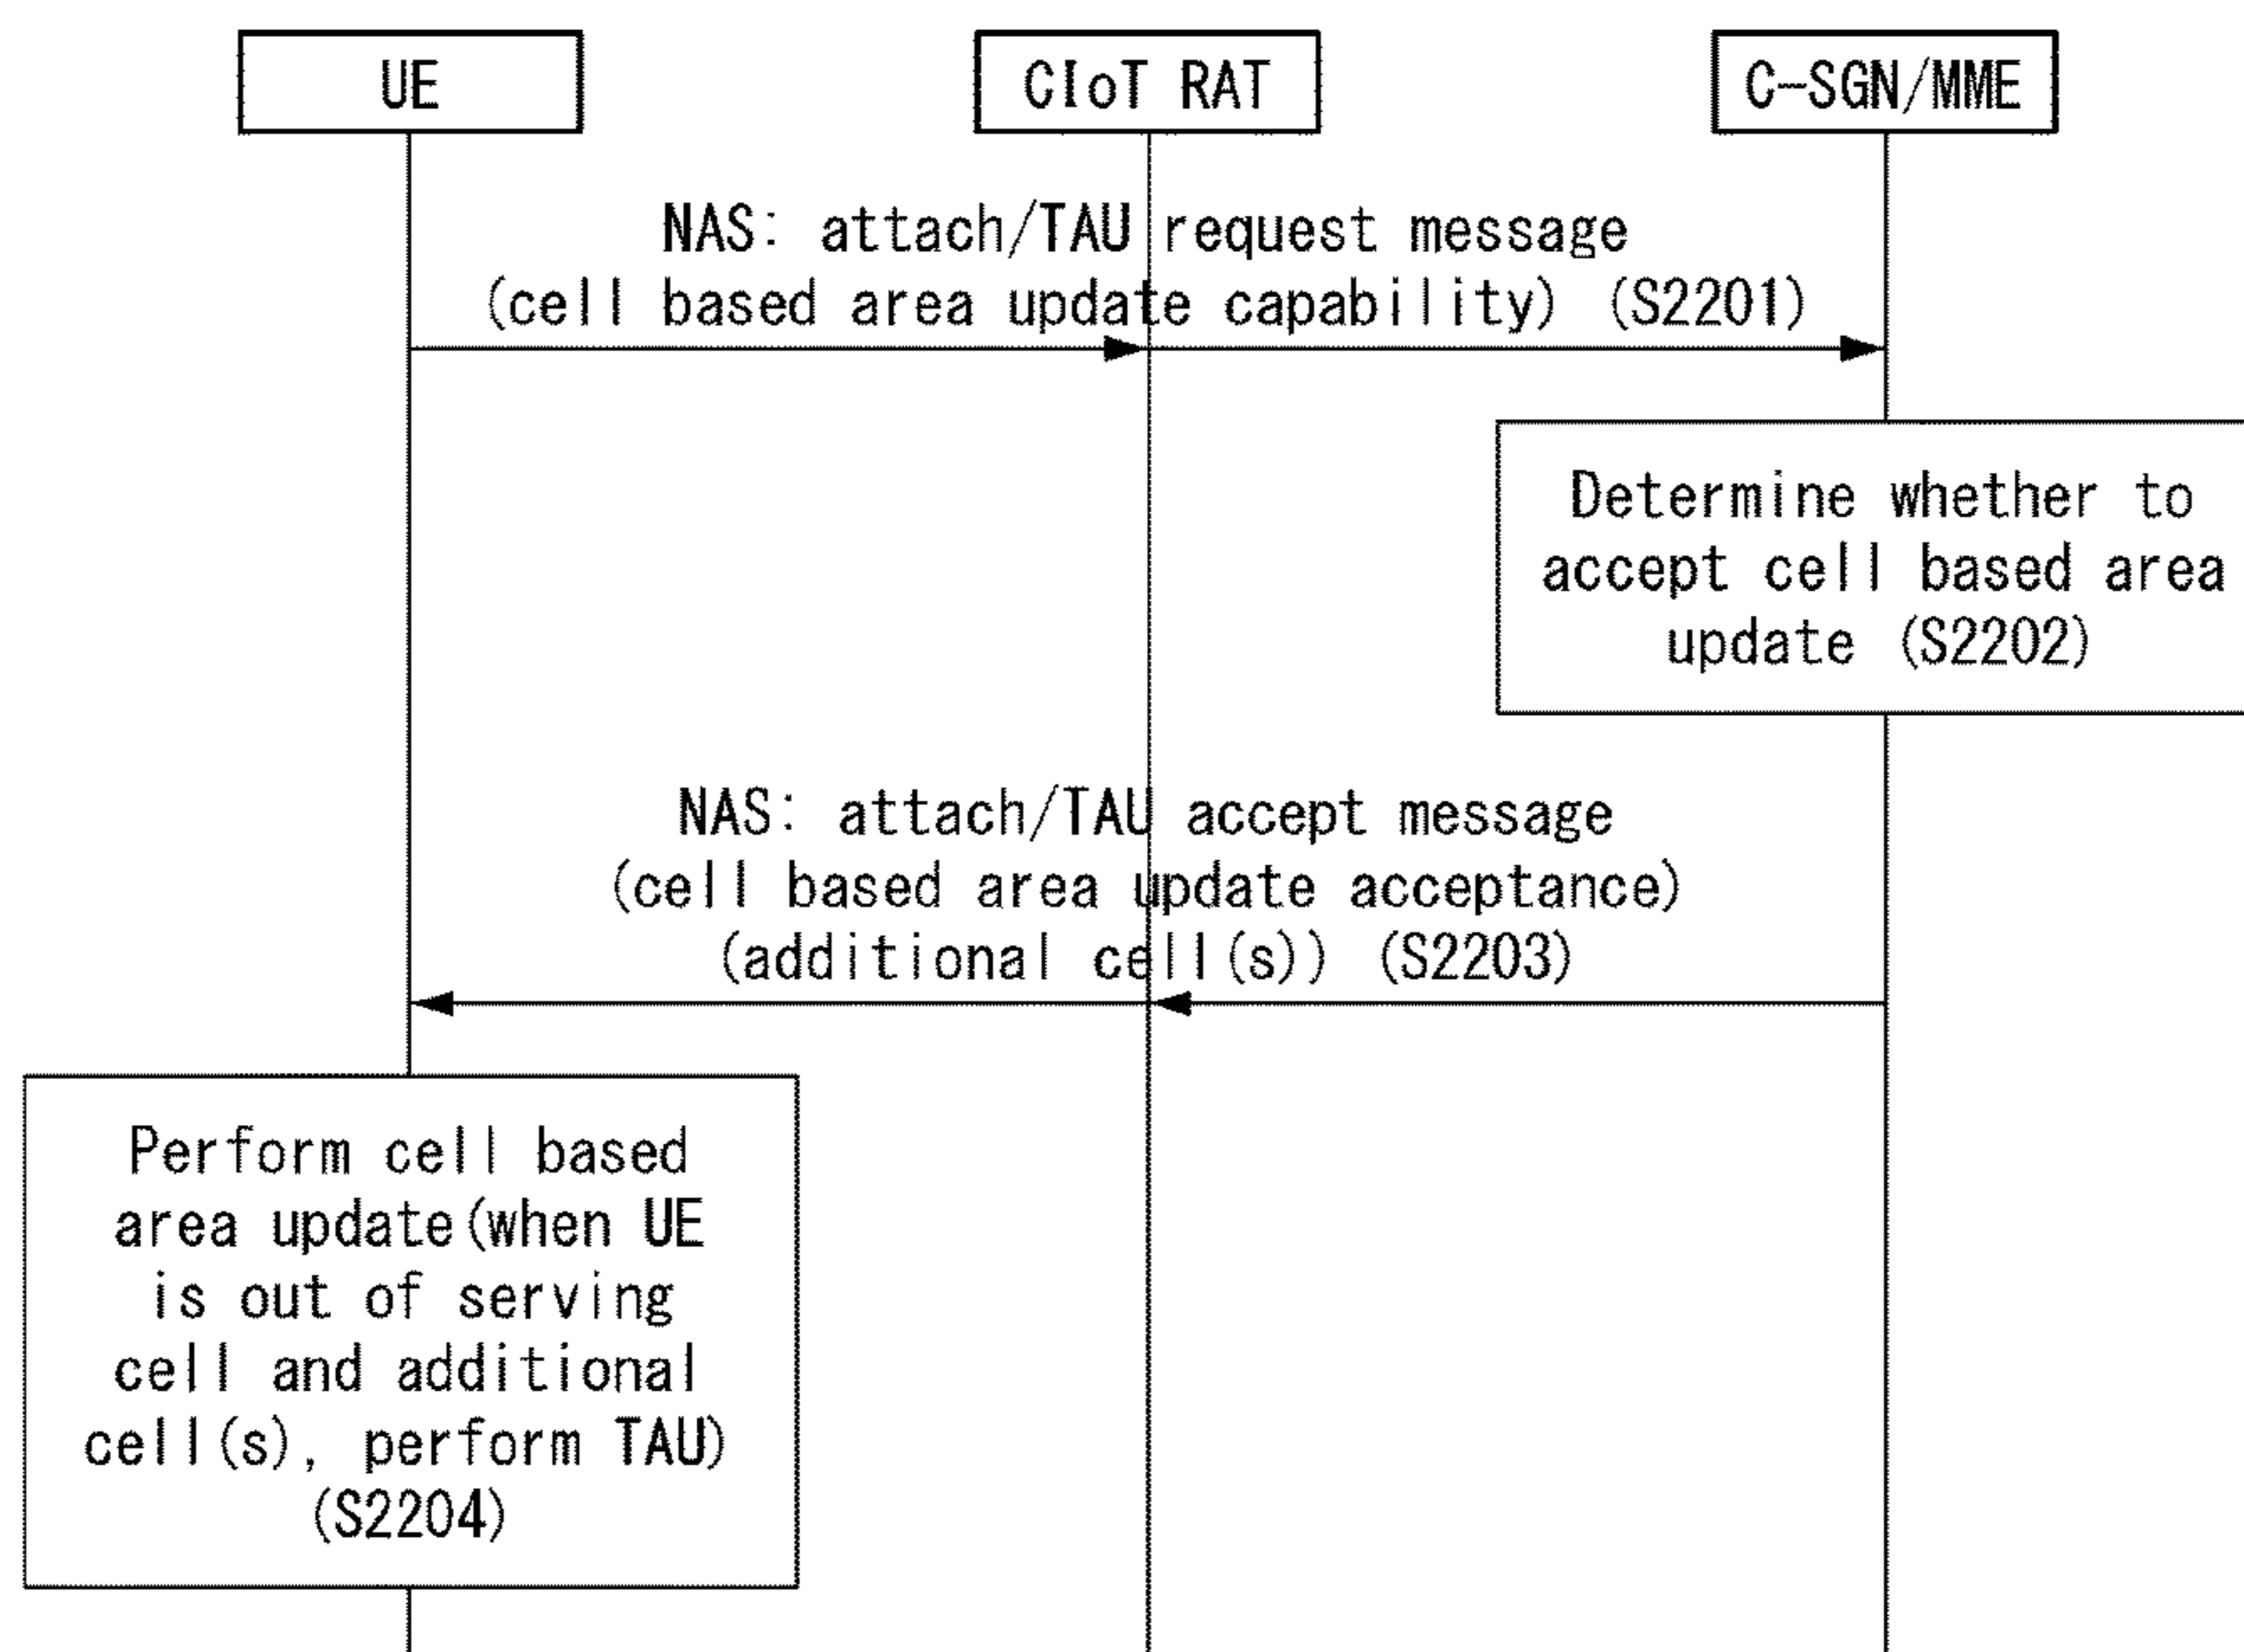 UE
CIoT RAT
C-SGN/MME
NAS: attach/TAU request message
(cell based area update capability) (S2201)
Determine whether to
accept cell based area
update (S2202)
NAS: attach/TAU accept message
(cell based area update acceptance)
(additional cell(s)) (S2203)
Perform cell based
area update(when UE
is out of serving
cell and additional
cell(s), perform TAU)
(S2204)